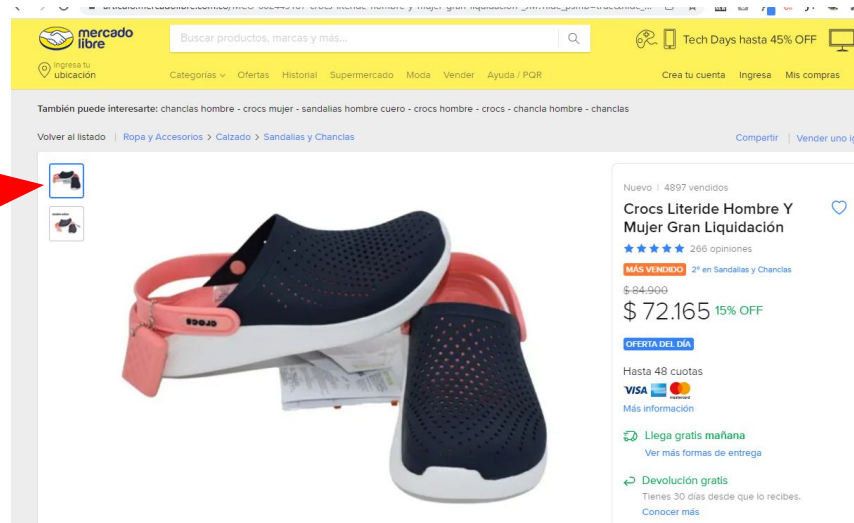 mercado
libre
Buscar productos, marcas y más...
Tech Days hasta 45% OFF
Ingresa tu
ubicación
Categorías
Ofertas
Historial
Supermercado
Moda
Vender
Ayuda / PQR
Crea tu cuenta
Ingresa
Mis compras
También puede interesarte: chanclas hombre - crocs mujer - sandalias hombre cuero - crocs hombre - crocs - chancla hombre - chanclas
Volver al listado | Ropa y Accesorios > Calzado > Sandalias y Chanclas
Compartir | Vender uno
Nuevo | 4897 vendidos
Crocs Literide Hombre Y
Mujer Gran Liquidación
266 opiniones
MÁS VENDIDO 2º en Sandalias y Chanclas
$ 84.900
$ 72.165 15% OFF
OFERTA DEL DÍA
Hasta 48 cuotas
VISA
mastercard
Más información
Llega gratis mañana
Ver más formas de entrega
Devolución gratis
Tienes 30 días desde que lo recibes.
Conocer más
crocs